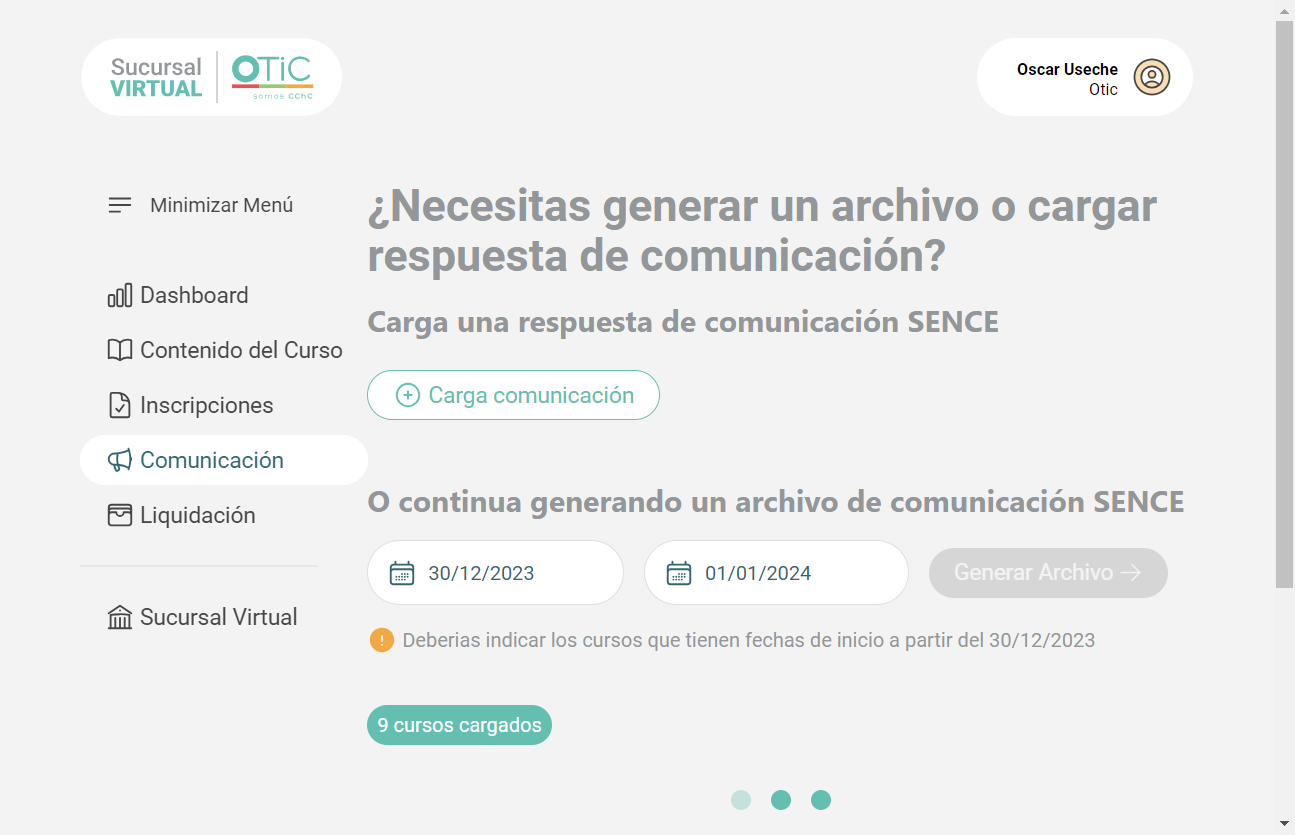 Sucursal
VIRTUAL
OTiC
somos CChC
Oscar Useche
Otic
Minimizar Menú
Dashboard
Contenido del Curso
Inscripciones
Comunicación
Liquidación
Sucursal Virtual
¿Necesitas generar un archivo o cargar
respuesta de comunicación?
Carga una respuesta de comunicación SENCE
Carga comunicación
O continua generando un archivo de comunicación SENCE
30/12/2023
01/01/2024
Generar Archivo
Deberias indicar los cursos que tienen fechas de inicio a partir del 30/12/2023
9 cursos cargados